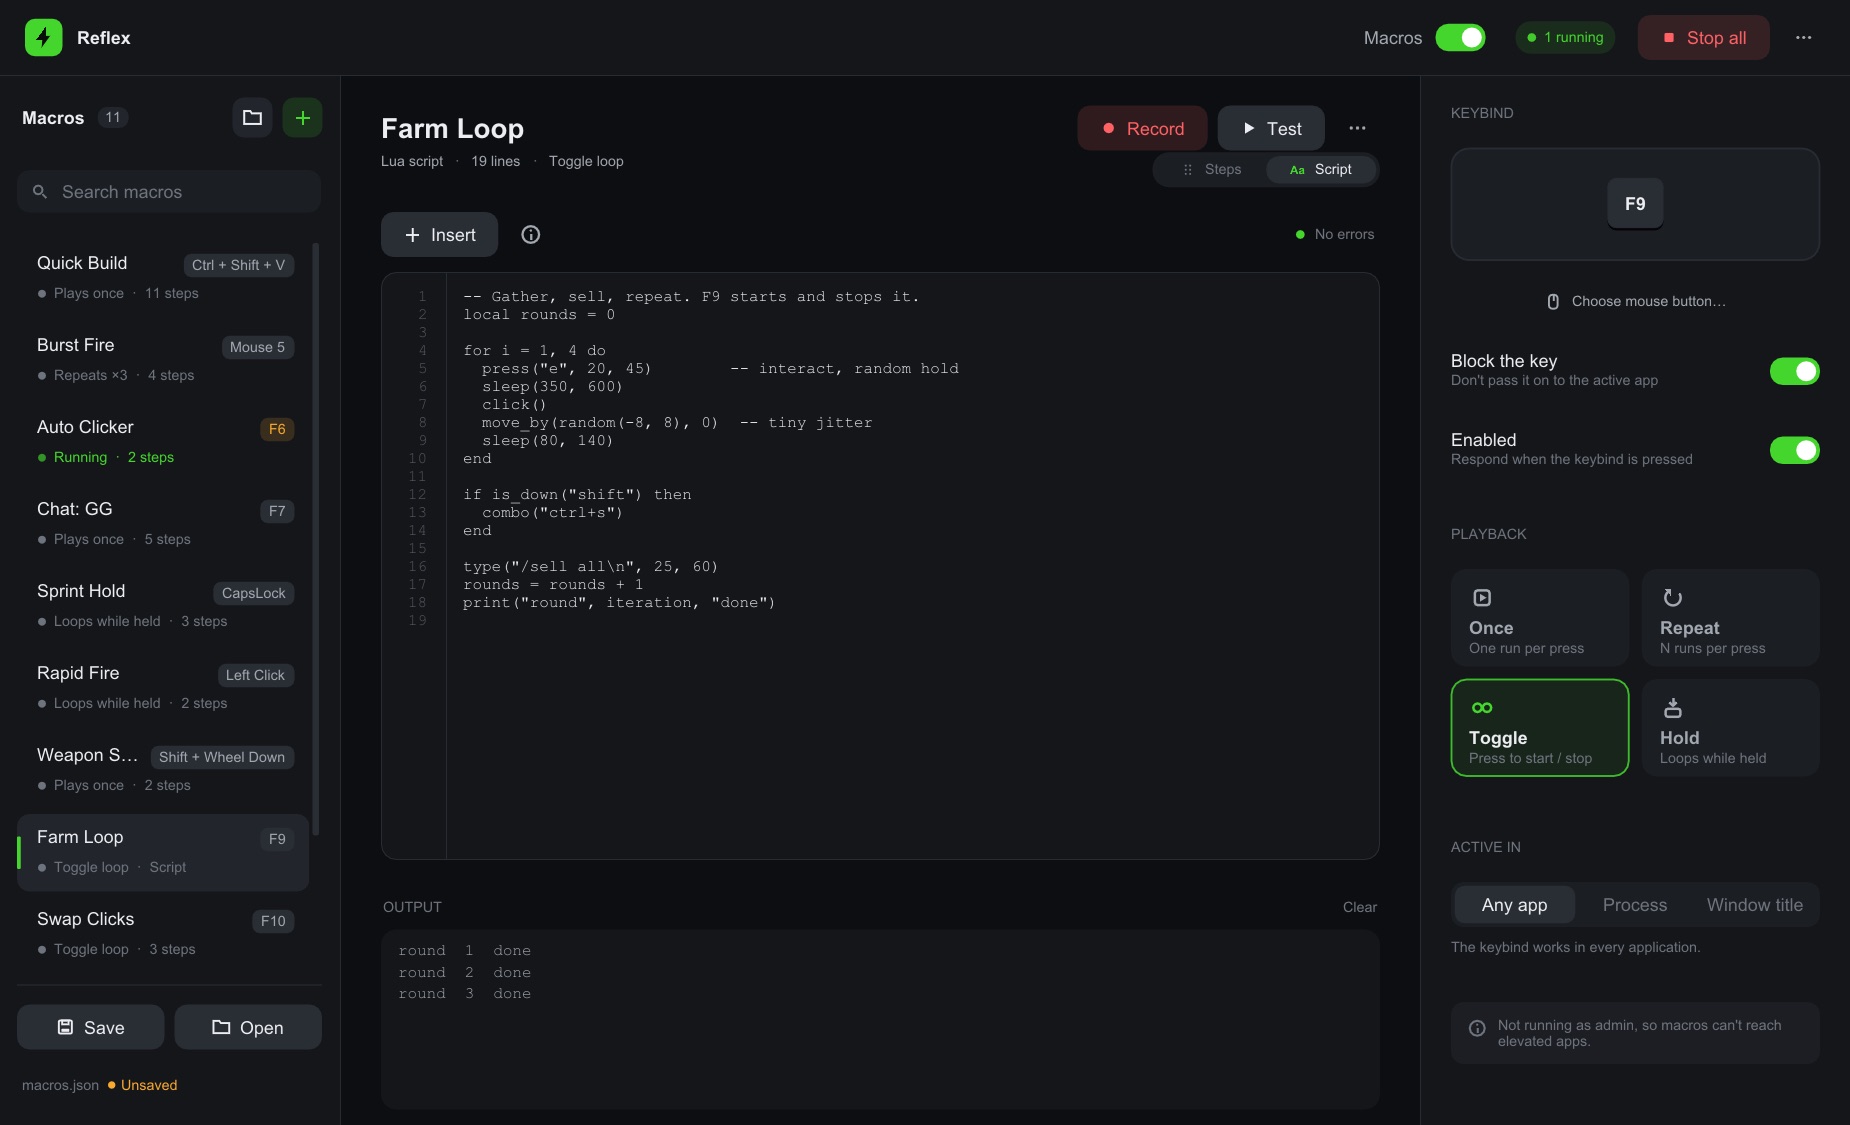 Reflex
Macros
1 running
Stop all
Macros 11
Search macros
Quick Build Ctrl + Shift + V
Plays once · 11 steps
Burst Fire Mouse 5
Repeats ×3 · 4 steps
Auto Clicker F6
Running · 2 steps
Chat: GG F7
Plays once · 5 steps
Sprint Hold CapsLock
Loops while held · 3 steps
Rapid Fire Left Click
Loops while held · 2 steps
Weapon S... Shift + Wheel Down
Plays once · 2 steps
Farm Loop F9
Toggle loop · Script
Swap Clicks F10
Toggle loop · 3 steps
Save Open
macros.json Unsaved
Farm Loop
Lua script · 19 lines · Toggle loop
Record Test
Steps Aa Script
Insert
No errors
1 -- Gather, sell, repeat. F9 starts and stops it.
2 local rounds = 0
3
4 for i = 1, 4 do
5   press("e", 20, 45)        -- interact, random hold
6   sleep(350, 600)
7   click()
8   move_by(random(-8, 8), 0)  -- tiny jitter
9   sleep(80, 140)
10 end
11
12 if is_down("shift") then
13   combo("ctrl+s")
14 end
15
16 type("/sell all\n", 25, 60)
17 rounds = rounds + 1
18 print("round", iteration, "done")
19
OUTPUT Clear
round  1  done
round  2  done
round  3  done
KEYBIND
F9
Choose mouse button...
Block the key
Don't pass it on to the active app
Enabled
Respond when the keybind is pressed
PLAYBACK
Once
One run per press
Repeat
N runs per press
Toggle
Press to start / stop
Hold
Loops while held
ACTIVE IN
Any app Process Window title
The keybind works in every application.
Not running as admin, so macros can't reach
elevated apps.